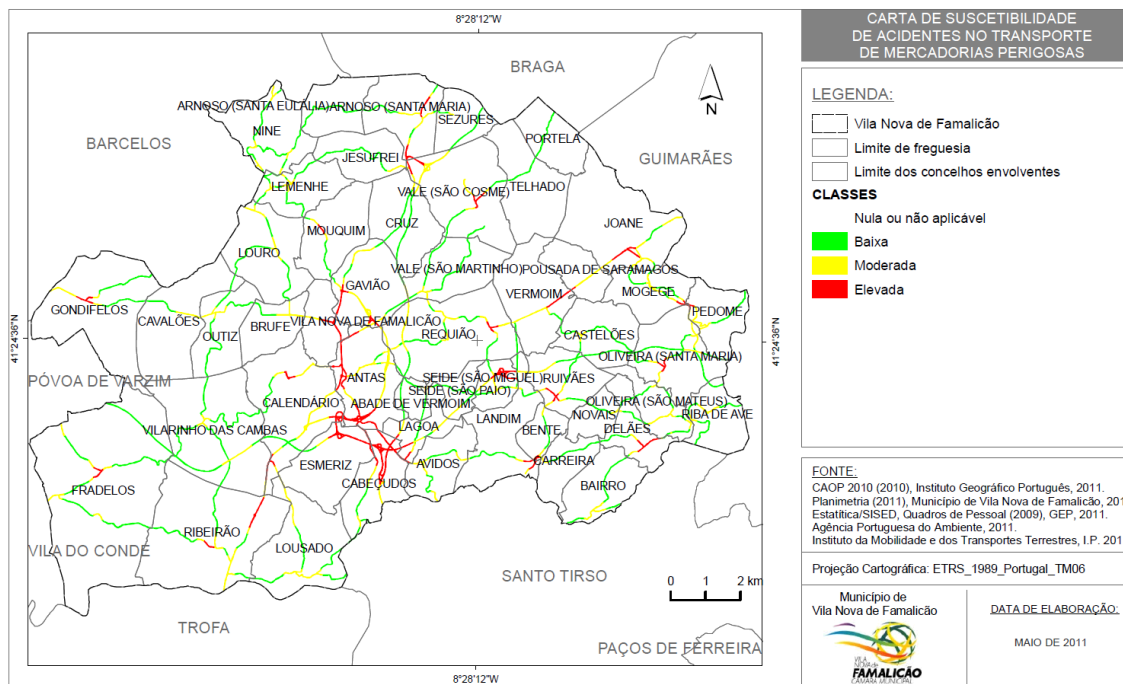 8°28'12"W
CARTA DE SUSCETIBILIDADE
DE ACIDENTES NO TRANSPORTE
DE MERCADORIAS PERIGOSAS
BRAGA
N
BARCELOS
GUIMARÃES
ARNOSO (SANTA EULÁLIA)
ARNOSO (SANTA MARIA)
SEZURES
NINE
PORTELA
JESUFREI
LEMENHE
VALE (SÃO COSME)
TELHADO
MOUQUIM
CRUZ
JOANE
LOURO
VALE (SÃO MARTINHO)
POUSADA DE SARAMAGOS
GAVIÃO
VERMOIM
MOGEGE
GONDIFELOS
CAVALÕES
PEDOME
BRUFE
VILA NOVA DE FAMALICÃO
OUTIZ
REQUIÃO
CASTELÕES
41°24'36"N
41°24'36"N
OLIVEIRA (SANTA MARIA)
PÓVOA DE VARZIM
ANTAS
SEIDE (SÃO MIGUEL)
RUIVÃES
SEIDE (SÃO PAIO)
CALENDÁRIO
ABADE DE VERMOIM
OLIVEIRA (SÃO MATEUS)
NOVAIS
RIBA DE AVE
VILARINHO DAS CAMBAS
LAGOA
LANDIM
BENTE
DELÃES
ESMERIZ
AVIDOS
CARREIRA
FRADELOS
CABEÇUDOS
BAIRRO
RIBEIRÃO
VILA DO CONDE
LOUSADO
SANTO TIRSO
0 1 2 km
TROFA
PAÇOS DE FERREIRA
8°28'12"W
LEGENDA:
Vila Nova de Famalicão
Limite de freguesia
Limite dos concelhos envolventes
CLASSES
Nula ou não aplicável
Baixa
Moderada
Elevada
FONTE:
CAOP 2010 (2010), Instituto Geográfico Português, 2011.
Planimetria (2011), Município de Vila Nova de Famalicão, 201
Estatítica/SISED, Quadros de Pessoal (2009), GEP, 2011.
Agência Portuguesa do Ambiente, 2011.
Instituto da Mobilidade e dos Transportes Terrestres, I.P. 201
Projeção Cartográfica: ETRS_1989_Portugal_TM06
Município de
Vila Nova de Famalicão
VILA
NOVA de
FAMALICÃO
CÂMARA MUNICIPAL
DATA DE ELABORAÇÃO:
MAIO DE 2011